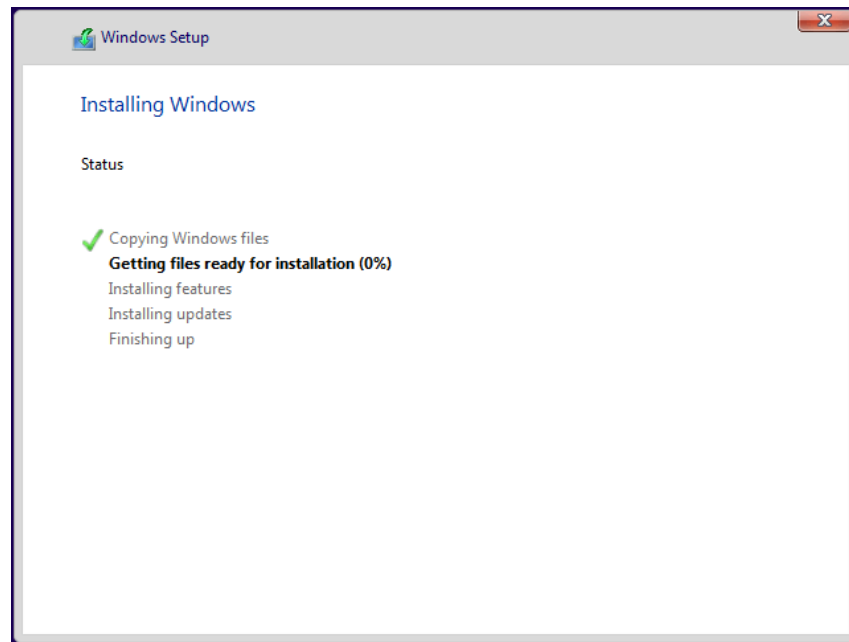 Windows Setup
Installing Windows
Status
Copying Windows files
Getting files ready for installation (0%)
Installing features
Installing updates
Finishing up